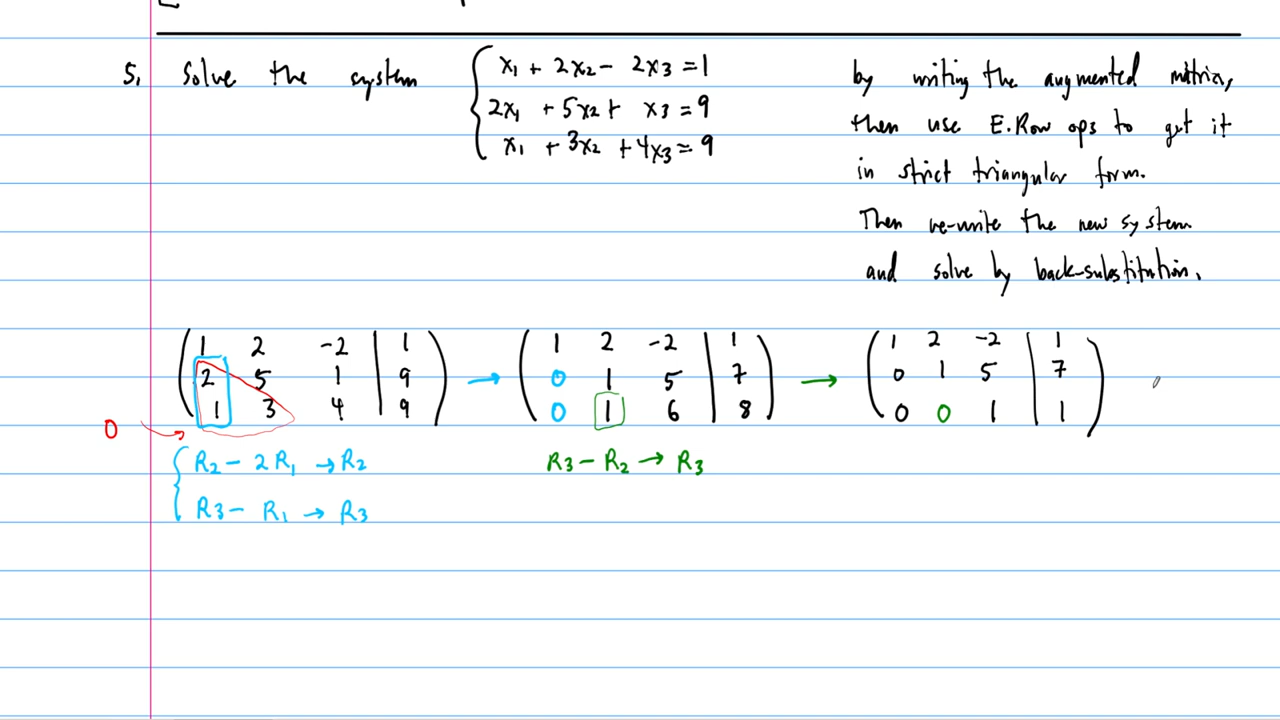 5. Solve the system
x₁ + 2x₂ − 2x₃ = 1
2x₁ + 5x₂ + x₃ = 9
x₁ + 3x₂ + 4x₃ = 9
by writing the augmented matrix,
then use E.Row ops to get it
in strict triangular form.
Then re-write the new system
and solve by back-substitution.
1 2 -2 | 1
2 5 1 | 9
1 3 4 | 9
0
→
1 2 -2 | 1
0 1 5 | 7
0 1 6 | 8
→
1 2 -2 | 1
0 1 5 | 7
0 0 1 | 1
R₂ − 2R₁ → R₂
R₃ − R₁ → R₃
R₃ − R₂ → R₃